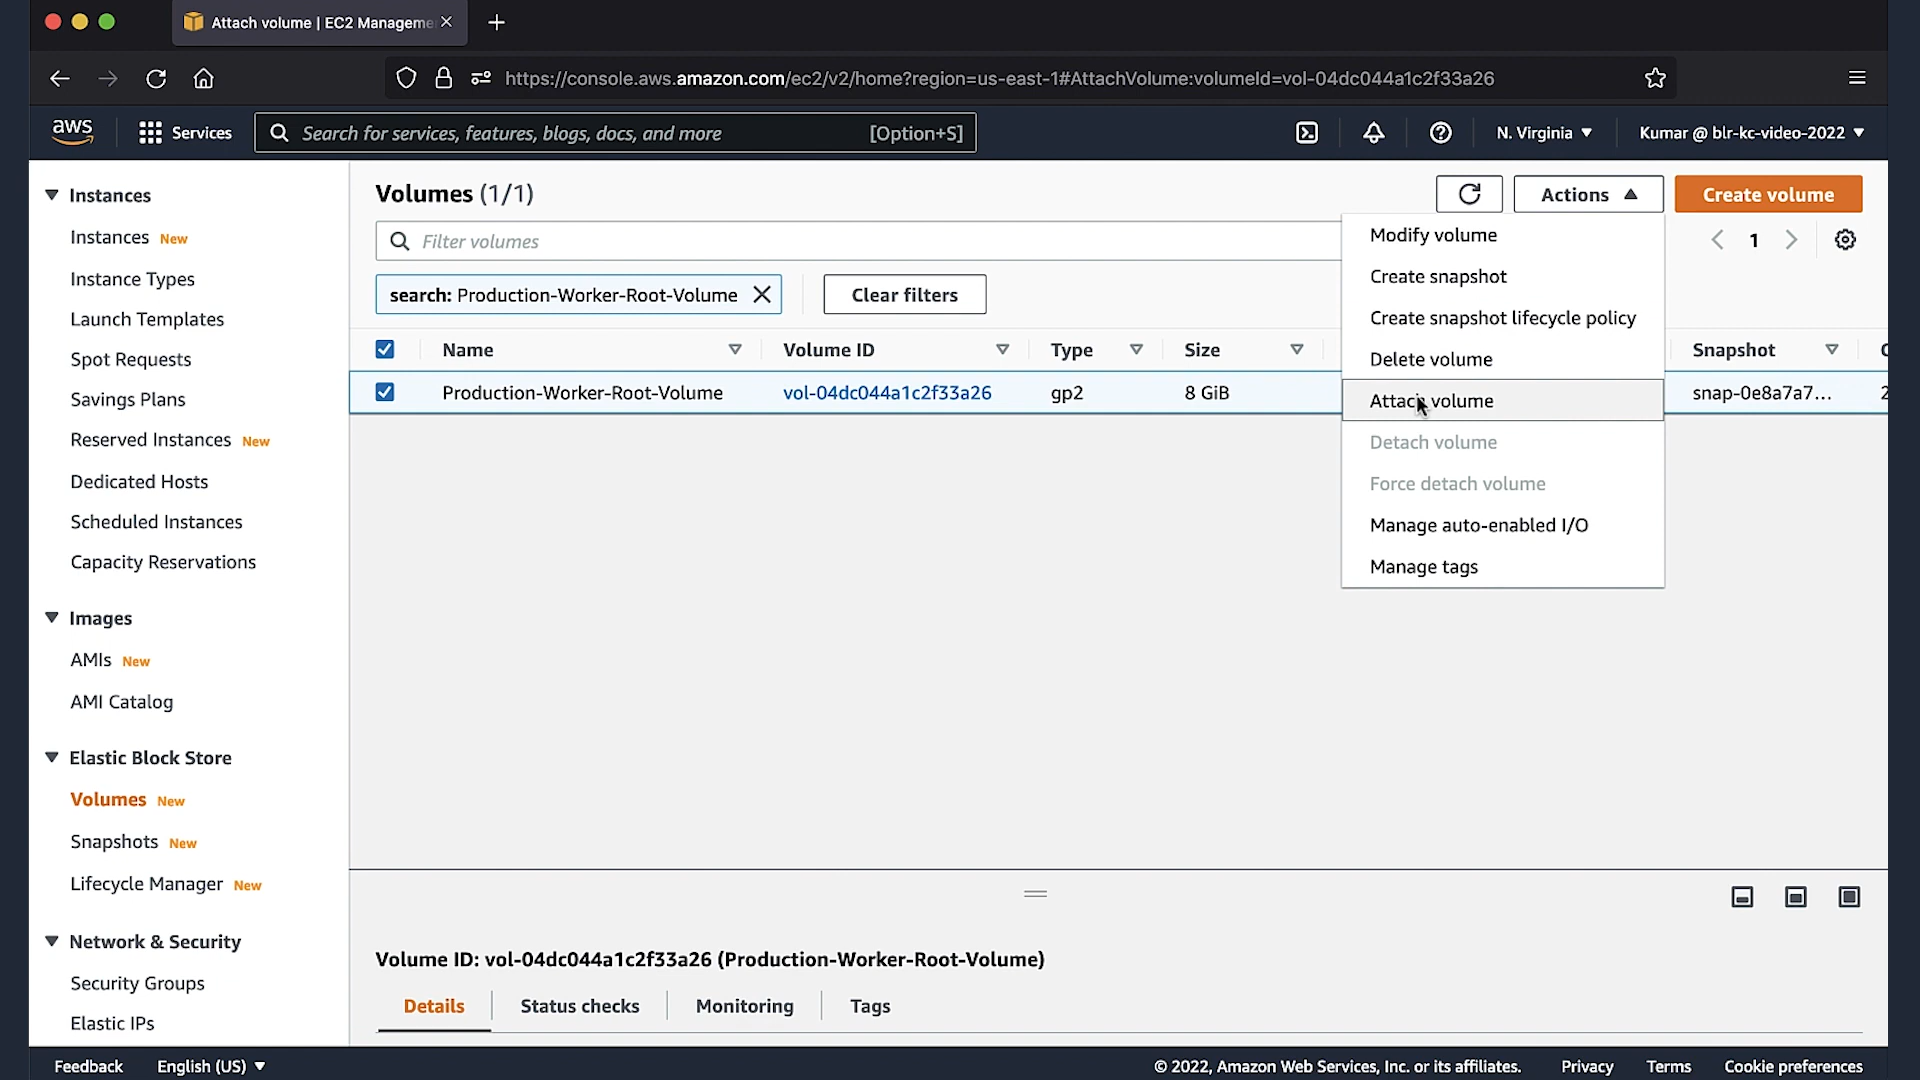 Attach volume | EC2 Manageme
https://console.aws.amazon.com/ec2/v2/home?region=us-east-1#AttachVolume:volumeId=vol-04dc044a1c2f33a26
aws Services Search for services, features, blogs, docs, and more [Option+S] N. Virginia Kumar @ blr-kc-video-2022
Instances
Instances New
Instance Types
Launch Templates
Spot Requests
Savings Plans
Reserved Instances New
Dedicated Hosts
Scheduled Instances
Capacity Reservations
Images
AMIs New
AMI Catalog
Elastic Block Store
Volumes New
Snapshots New
Lifecycle Manager New
Network & Security
Security Groups
Elastic IPs
Volumes (1/1) Actions Create volume
Filter volumes 1
search: Production-Worker-Root-Volume Clear filters
Name Volume ID Type Size Snapshot
Production-Worker-Root-Volume vol-04dc044a1c2f33a26 gp2 8 GiB snap-0e8a7a7... 2
Modify volume
Create snapshot
Create snapshot lifecycle policy
Delete volume
Attach volume
Detach volume
Force detach volume
Manage auto-enabled I/O
Manage tags
Volume ID: vol-04dc044a1c2f33a26 (Production-Worker-Root-Volume)
Details Status checks Monitoring Tags
Feedback English (US) © 2022, Amazon Web Services, Inc. or its affiliates. Privacy Terms Cookie preferences